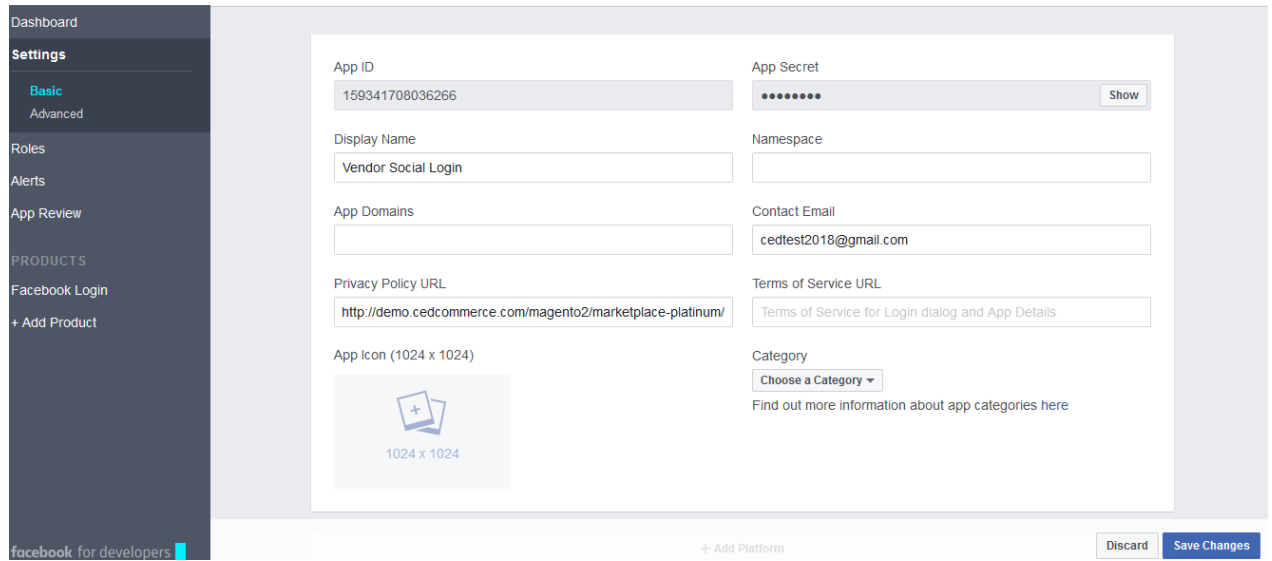 Dashboard
Settings
Basic
Advanced
Roles
Alerts
App Review
PRODUCTS
Facebook Login
+ Add Product
facebook for developers
App ID
159341708036266
App Secret
●●●●●●●●
Show
Display Name
Vendor Social Login
Namespace
App Domains
Contact Email
cedtest2018@gmail.com
Privacy Policy URL
http://demo.cedcommerce.com/magento2/marketplace-platinum/
Terms of Service URL
Terms of Service for Login dialog and App Details
App Icon (1024 x 1024)
1024 x 1024
Category
Choose a Category
Find out more information about app categories here
+ Add Platform
Discard
Save Changes